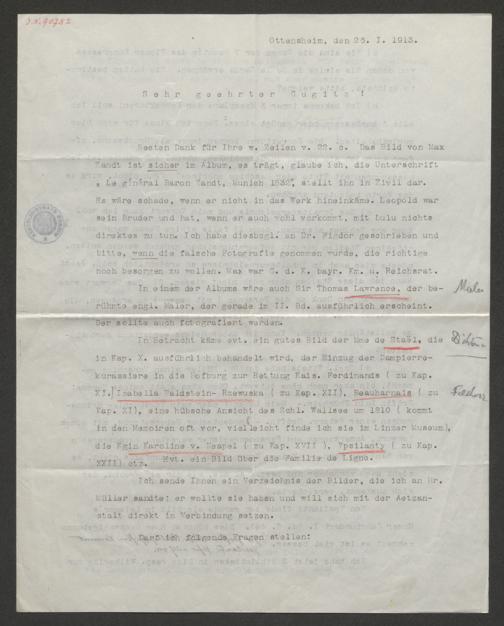 J.N. 90782
Ottensheim, den 26. I. 1913.
Sehr geehrter Gugitz !
Besten Dank für Ihre w. Zeilen v. 22. c. Das Bild von Max
Zandt ist sicher im Album, es trägt, glaube ich, die Unterschrift
" Le général Baron Zandt, Munich 1832", stellt ihn in Zivil dar.
Es wäre schade, wenn er nicht in das Werk hineinkäme. Leopold war
sein Bruder und hat, wenn er auch wohl vorkommt, mit Lulu nichts
direktes zu tun. Ich habe diesbezgl. an Dr. Figdor geschrieben und
bitte, wenn die falsche Fotografie genommen wurde, die richtige
noch besorgen zu wollen. Max war G. d. K. bayr. Km. u. Reichsrat.
In einem der Albums wäre auch Sir Thomas Lawrence, der be-
Maler
rühmte engl. Maler, der gerade im II. Bd. ausführlich erscheint.
Der sollte auch fotografiert werden.
In Betracht käme evt. ein gutes Bild der Mme de Staël, die
in Kap. X. ausführlich behandelt wird, der Einzug der Dampierre-
kurassiere in die Hofburg zur Rettung Kais. Ferdinands ( zu Kap.
XI.) Isabella Waldstein- Rzewuska ( zu Kap. XII), Beauharnais ( zu
Kap. XI), eine hübsche Ansicht des Schl. Wallsee um 1810 ( kommt
in den Memoiren oft vor, vielleicht finde ich sie im Linzer Museum),
die Kgin Karoline v. Neapel ( zu Kap. XVII ), Ypsilanty ( zu Kap.
XXII) etc. Evt. ein Bild über die Familie de Ligne.
Ich sende Ihnen ein Verzeichnis der Bilder, die ich an Hr.
Müller sandte: er wollte sie haben und will sich mit der Aetzan-
stalt direkt in Verbindung setzen.
Darf ich folgende Fragen stellen: